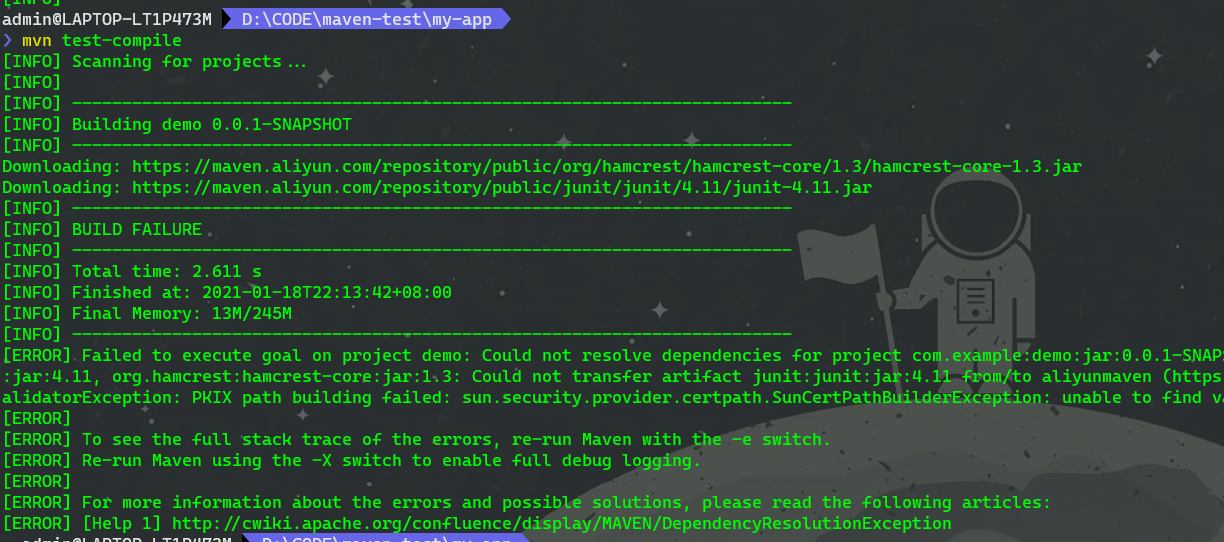 [INFO]
admin@LAPTOP-LT1P473M D:\CODE\maven-test\my-app
❯ mvn test-compile
[INFO] Scanning for projects...
[INFO]
[INFO] ------------------------------------------------------------------------
[INFO] Building demo 0.0.1-SNAPSHOT
[INFO] ------------------------------------------------------------------------
Downloading: https://maven.aliyun.com/repository/public/org/hamcrest/hamcrest-core/1.3/hamcrest-core-1.3.jar
Downloading: https://maven.aliyun.com/repository/public/junit/junit/4.11/junit-4.11.jar
[INFO] ------------------------------------------------------------------------
[INFO] BUILD FAILURE
[INFO] ------------------------------------------------------------------------
[INFO] Total time: 2.611 s
[INFO] Finished at: 2021-01-18T22:13:42+08:00
[INFO] Final Memory: 13M/245M
[INFO] ------------------------------------------------------------------------
[ERROR] Failed to execute goal on project demo: Could not resolve dependencies for project com.example:demo:jar:0.0.1-SNAPS
:jar:4.11, org.hamcrest:hamcrest-core:jar:1.3: Could not transfer artifact junit:junit:jar:4.11 from/to aliyunmaven (https
alidatorException: PKIX path building failed: sun.security.provider.certpath.SunCertPathBuilderException: unable to find va
[ERROR]
[ERROR] To see the full stack trace of the errors, re-run Maven with the -e switch.
[ERROR] Re-run Maven using the -X switch to enable full debug logging.
[ERROR]
[ERROR] For more information about the errors and possible solutions, please read the following articles:
[ERROR] [Help 1] http://cwiki.apache.org/confluence/display/MAVEN/DependencyResolutionException
admin@LAPTOP-LT1P473M D:\CODE\maven-test\my-app